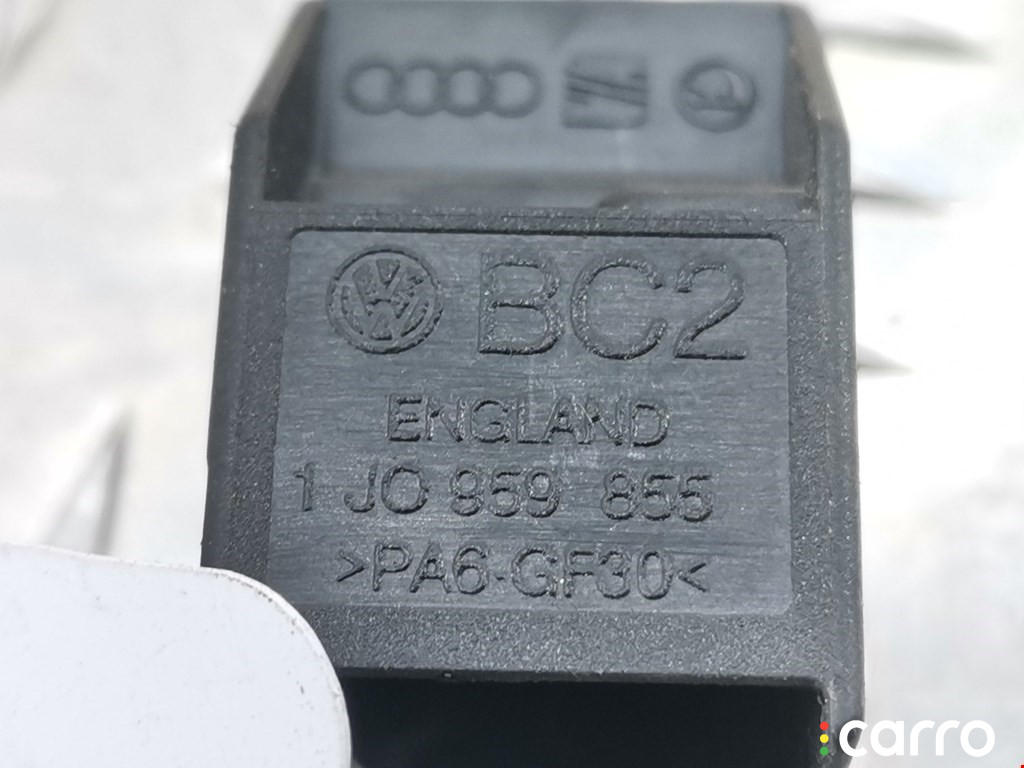 BC2
ENGLAND
1 J0 959 855
>PA6-GF30<
carro